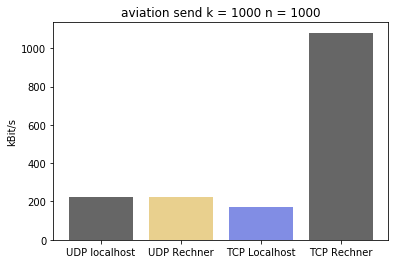 aviation send k = 1000 n = 1000
kBit/s
1000
800
600
400
200
0
UDP localhost UDP Rechner TCP Localhost TCP Rechner